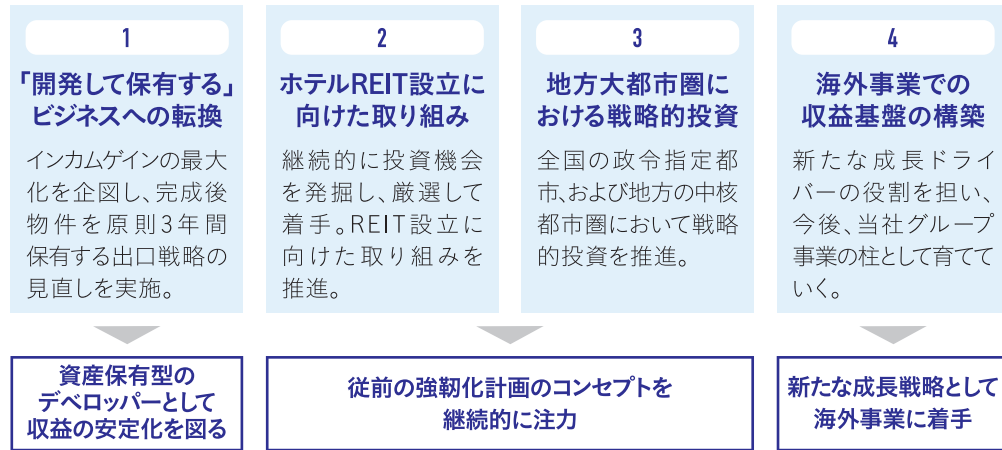 1
「開発して保有する」
ビジネスへの転換
インカムゲインの最大
化を企図し、完成後
物件を原則3年間
保有する出口戦略の
見直しを実施。
2
ホテルREIT設立に
向けた取り組み
継続的に投資機会
を発掘し、厳選して
着手。REIT設立に
向けた取り組みを
推進。
3
地方大都市圏に
おける戦略的投資
全国の政令指定都
市、および地方の中核
都市圏において戦略
的投資を推進。
4
海外事業での
収益基盤の構築
新たな成長ドライ
バーの役割を担い、
今後、当社グループ
事業の柱として育てて
いく。
資産保有型の
デベロッパーとして
収益の安定化を図る
従前の強靭化計画のコンセプトを
継続的に注力
新たな成長戦略として
海外事業に着手